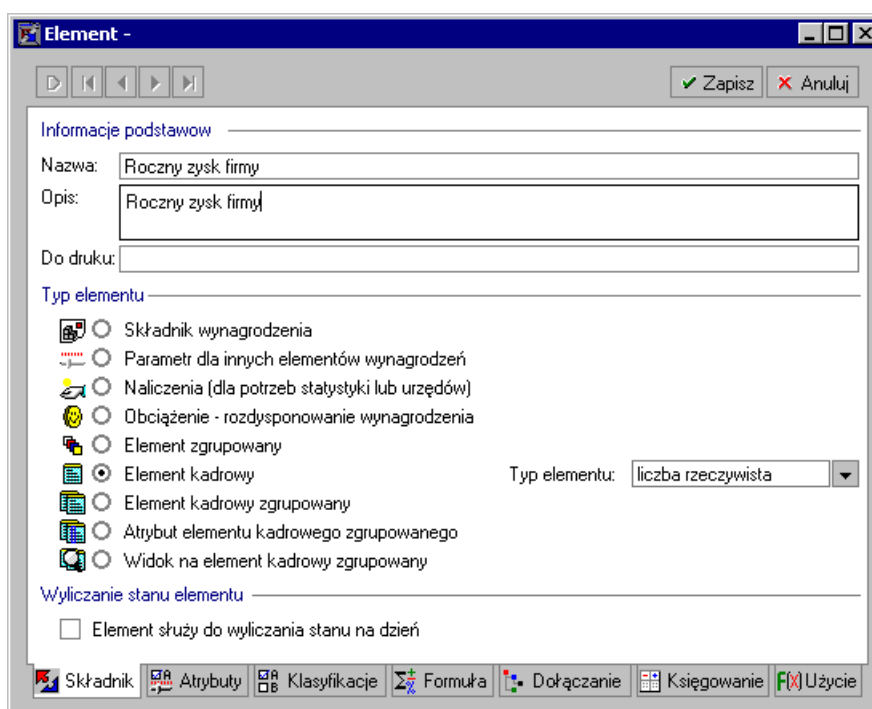 Element -
Zapisz Anuluj
Informacje podstawow
Nazwa: Roczny zysk firmy
Opis: Roczny zysk firmy
Do druku:
Typ elementu
Składnik wynagrodzenia
Parametr dla innych elementów wynagrodzeń
Naliczenia (dla potrzeb statystyki lub urzędów)
Obciążenie - rozdysponowanie wynagrodzenia
Element zgrupowany
Element kadrowy Typ elementu: liczba rzeczywista
Element kadrowy zgrupowany
Atrybut elementu kadrowego zgrupowanego
Widok na element kadrowy zgrupowany
Wyliczanie stanu elementu
Element służy do wyliczania stanu na dzień
Składnik Atrybuty Klasyfikacje Formuła Dołączanie Księgowanie F(X) Użycie